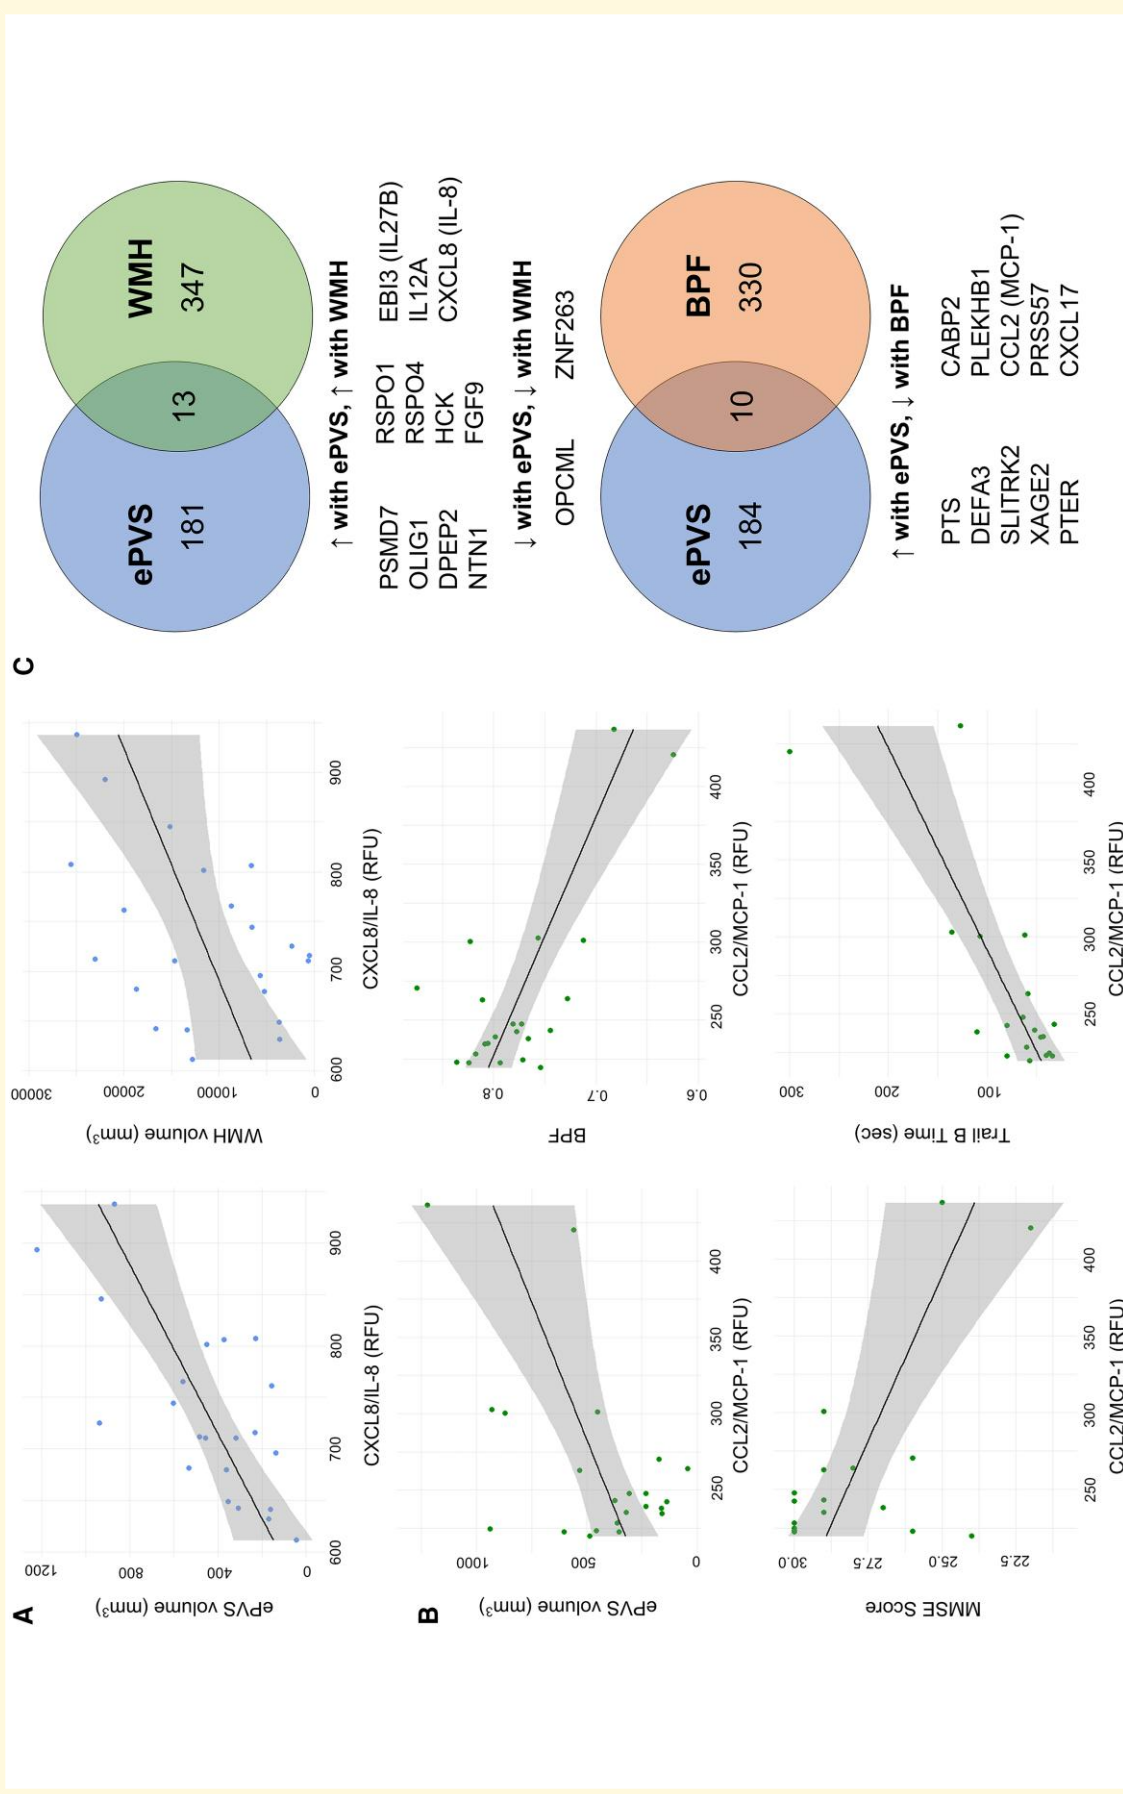 A
ePVS volume (mm³)
1200
800
400
0
600
700
800
900
CXCL8/IL-8 (RFU)
WMH volume (mm³)
30000
20000
10000
0
600
700
800
900
CXCL8/IL-8 (RFU)
B
ePVS volume (mm³)
1000
500
0
250
300
350
400
CCL2/MCP-1 (RFU)
BPF
0.8
0.7
0.6
250
300
350
400
CCL2/MCP-1 (RFU)
MMSE Score
30.0
27.5
25.0
22.5
250
300
350
400
CCL2/MCP-1 (RFU)
Trail B Time (sec)
300
200
100
250
300
350
400
CCL2/MCP-1 (RFU)
C
ePVS
181
13
WMH
347
↑ with ePVS, ↑ with WMH
PSMD7 RSPO1 EBI3 (IL27B)
OLIG1 RSPO4 IL12A
DPEP2 HCK CXCL8 (IL-8)
NTN1 FGF9
↓ with ePVS, ↓ with WMH
OPCML ZNF263
ePVS
184
10
BPF
330
↑ with ePVS, ↓ with BPF
PTS CABP2
DEFA3 PLEKHB1
SLITRK2 CCL2 (MCP-1)
XAGE2 PRSS57
PTER CXCL17